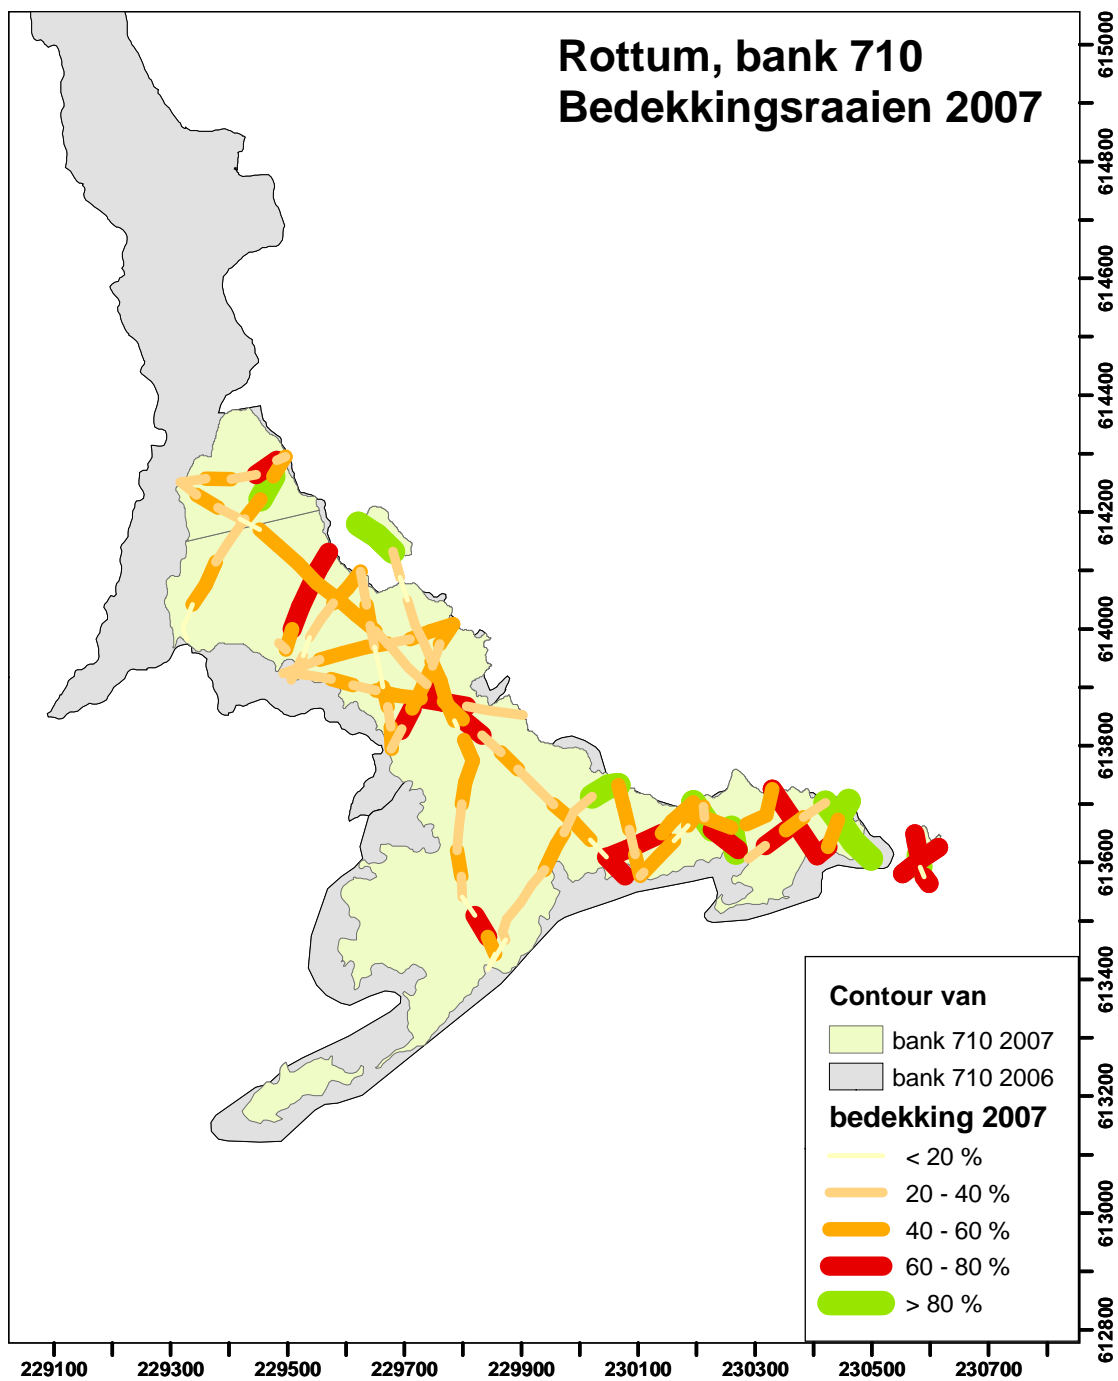 Rottum, bank 710
Bedekkingsraaien 2007
615000
614800
614600
614400
614200
614000
613800
613600
613400
613200
613000
612800
Contour van
bank 710 2007
bank 710 2006
bedekking 2007
< 20 %
20 - 40 %
40 - 60 %
60 - 80 %
> 80 %
229100 229300 229500 229700 229900 230100 230300 230500 230700